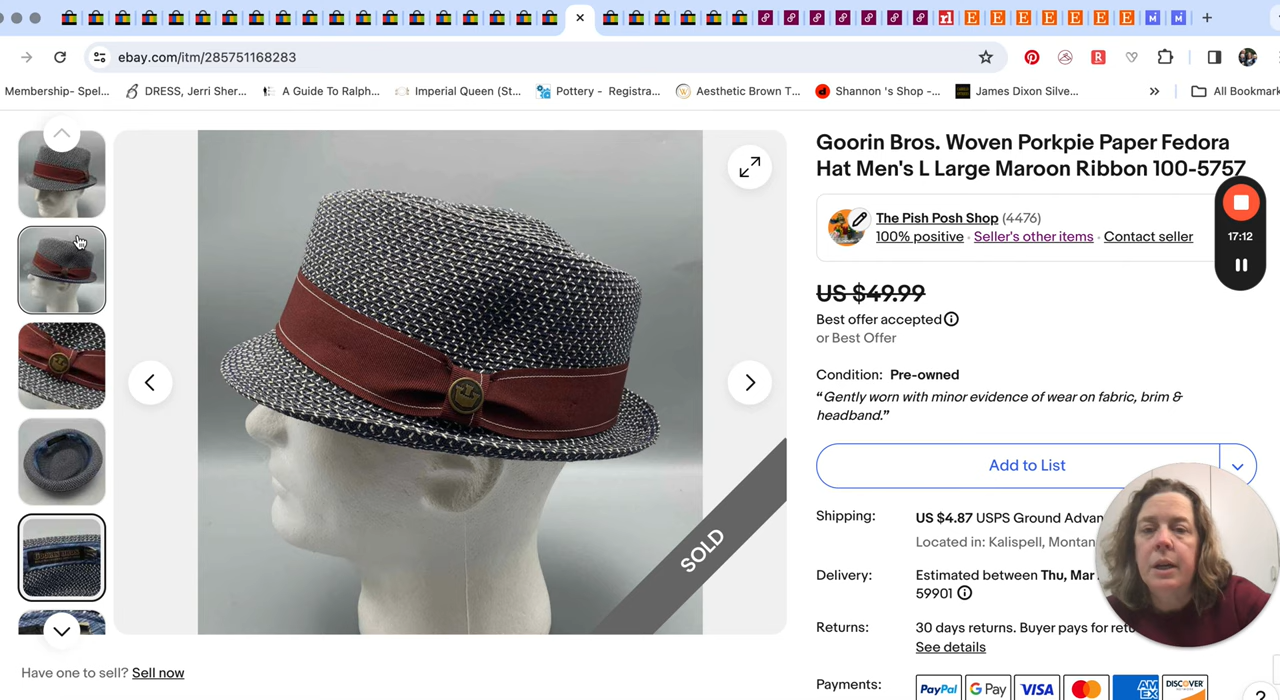 ebay.com/itm/285751168283
Membership- Spel...
DRESS, Jerri Sher...
A Guide To Ralph...
Imperial Queen (St...
Pottery - Registra...
Aesthetic Brown T...
Shannon 's Shop -...
James Dixon Silve...
All Bookmark
Goorin Bros. Woven Porkpie Paper Fedora
Hat Men's L Large Maroon Ribbon 100-5757
The Pish Posh Shop (4476)
100% positive · Seller's other items · Contact seller
17:12
US $49.99
Best offer accepted
or Best Offer
Condition: Pre-owned
“Gently worn with minor evidence of wear on fabric, brim &
headband.”
Add to List
SOLD
Shipping: US $4.87 USPS Ground Advan
Located in: Kalispell, Montan
Delivery: Estimated between Thu, Mar
59901
Returns: 30 days returns. Buyer pays for retu
See details
Have one to sell? Sell now
Payments: PayPal G Pay VISA AM EX DISCOVER